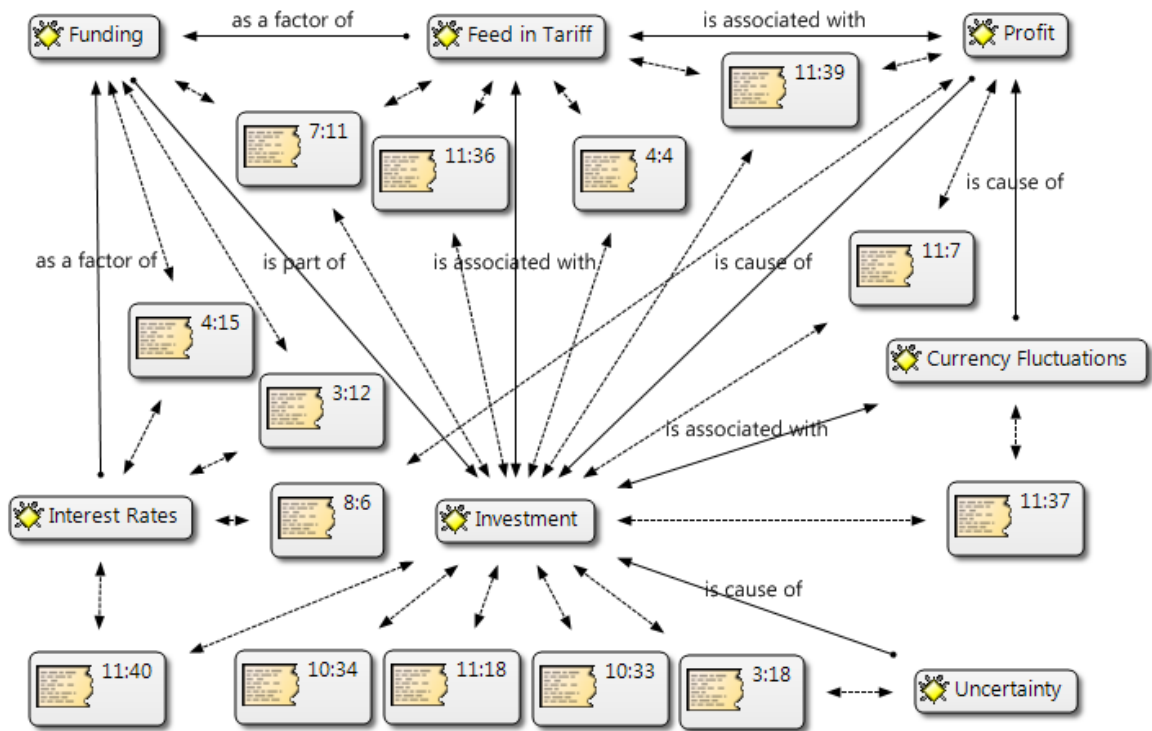 as a factor of
is associated with
Funding
Feed in Tariff
Profit
11:39
7:11
11:36
4:4
is cause of
11:7
as a factor of
is part of
is associated with
is cause of
4:15
Currency Fluctuations
3:12
is associated with
8:6
Interest Rates
Investment
11:37
is cause of
11:40
10:34
11:18
10:33
3:18
Uncertainty